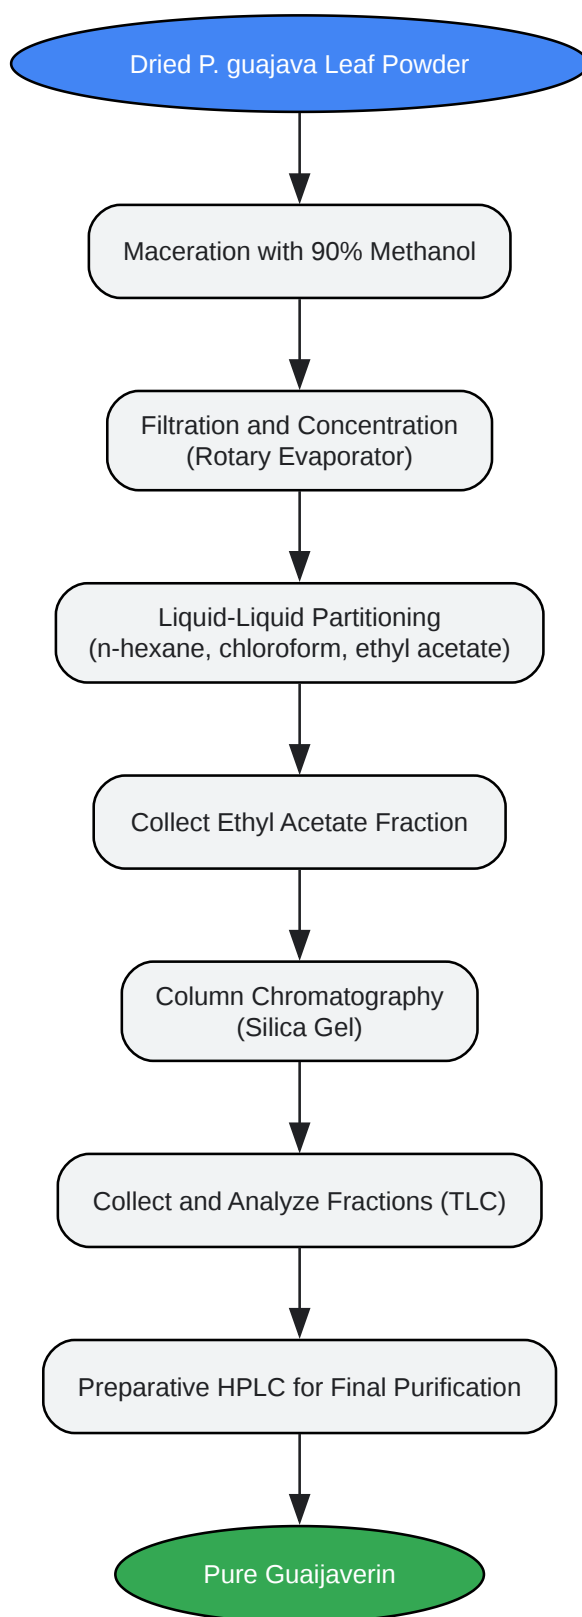 Dried P. guajava Leaf Powder
Maceration with 90% Methanol
Filtration and Concentration
(Rotary Evaporator)
Liquid-Liquid Partitioning
(n-hexane, chloroform, ethyl acetate)
Collect Ethyl Acetate Fraction
Column Chromatography
(Silica Gel)
Collect and Analyze Fractions (TLC)
Preparative HPLC for Final Purification
Pure Guaijaverin